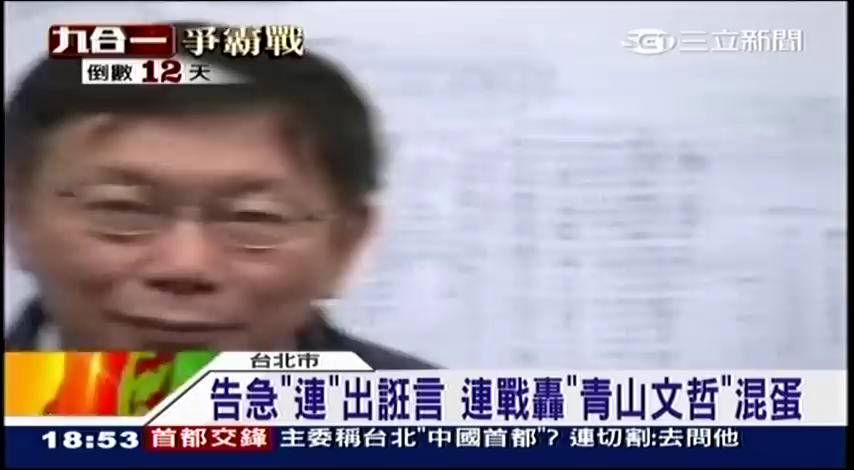 九合一 爭霸戰
SET 三立新聞
倒數12天
台北市
告急"連"出誑言 連戰轟"青山文哲"混蛋
18:53 首都交鋒 主委稱台北"中國首都"? 連切割:去問他